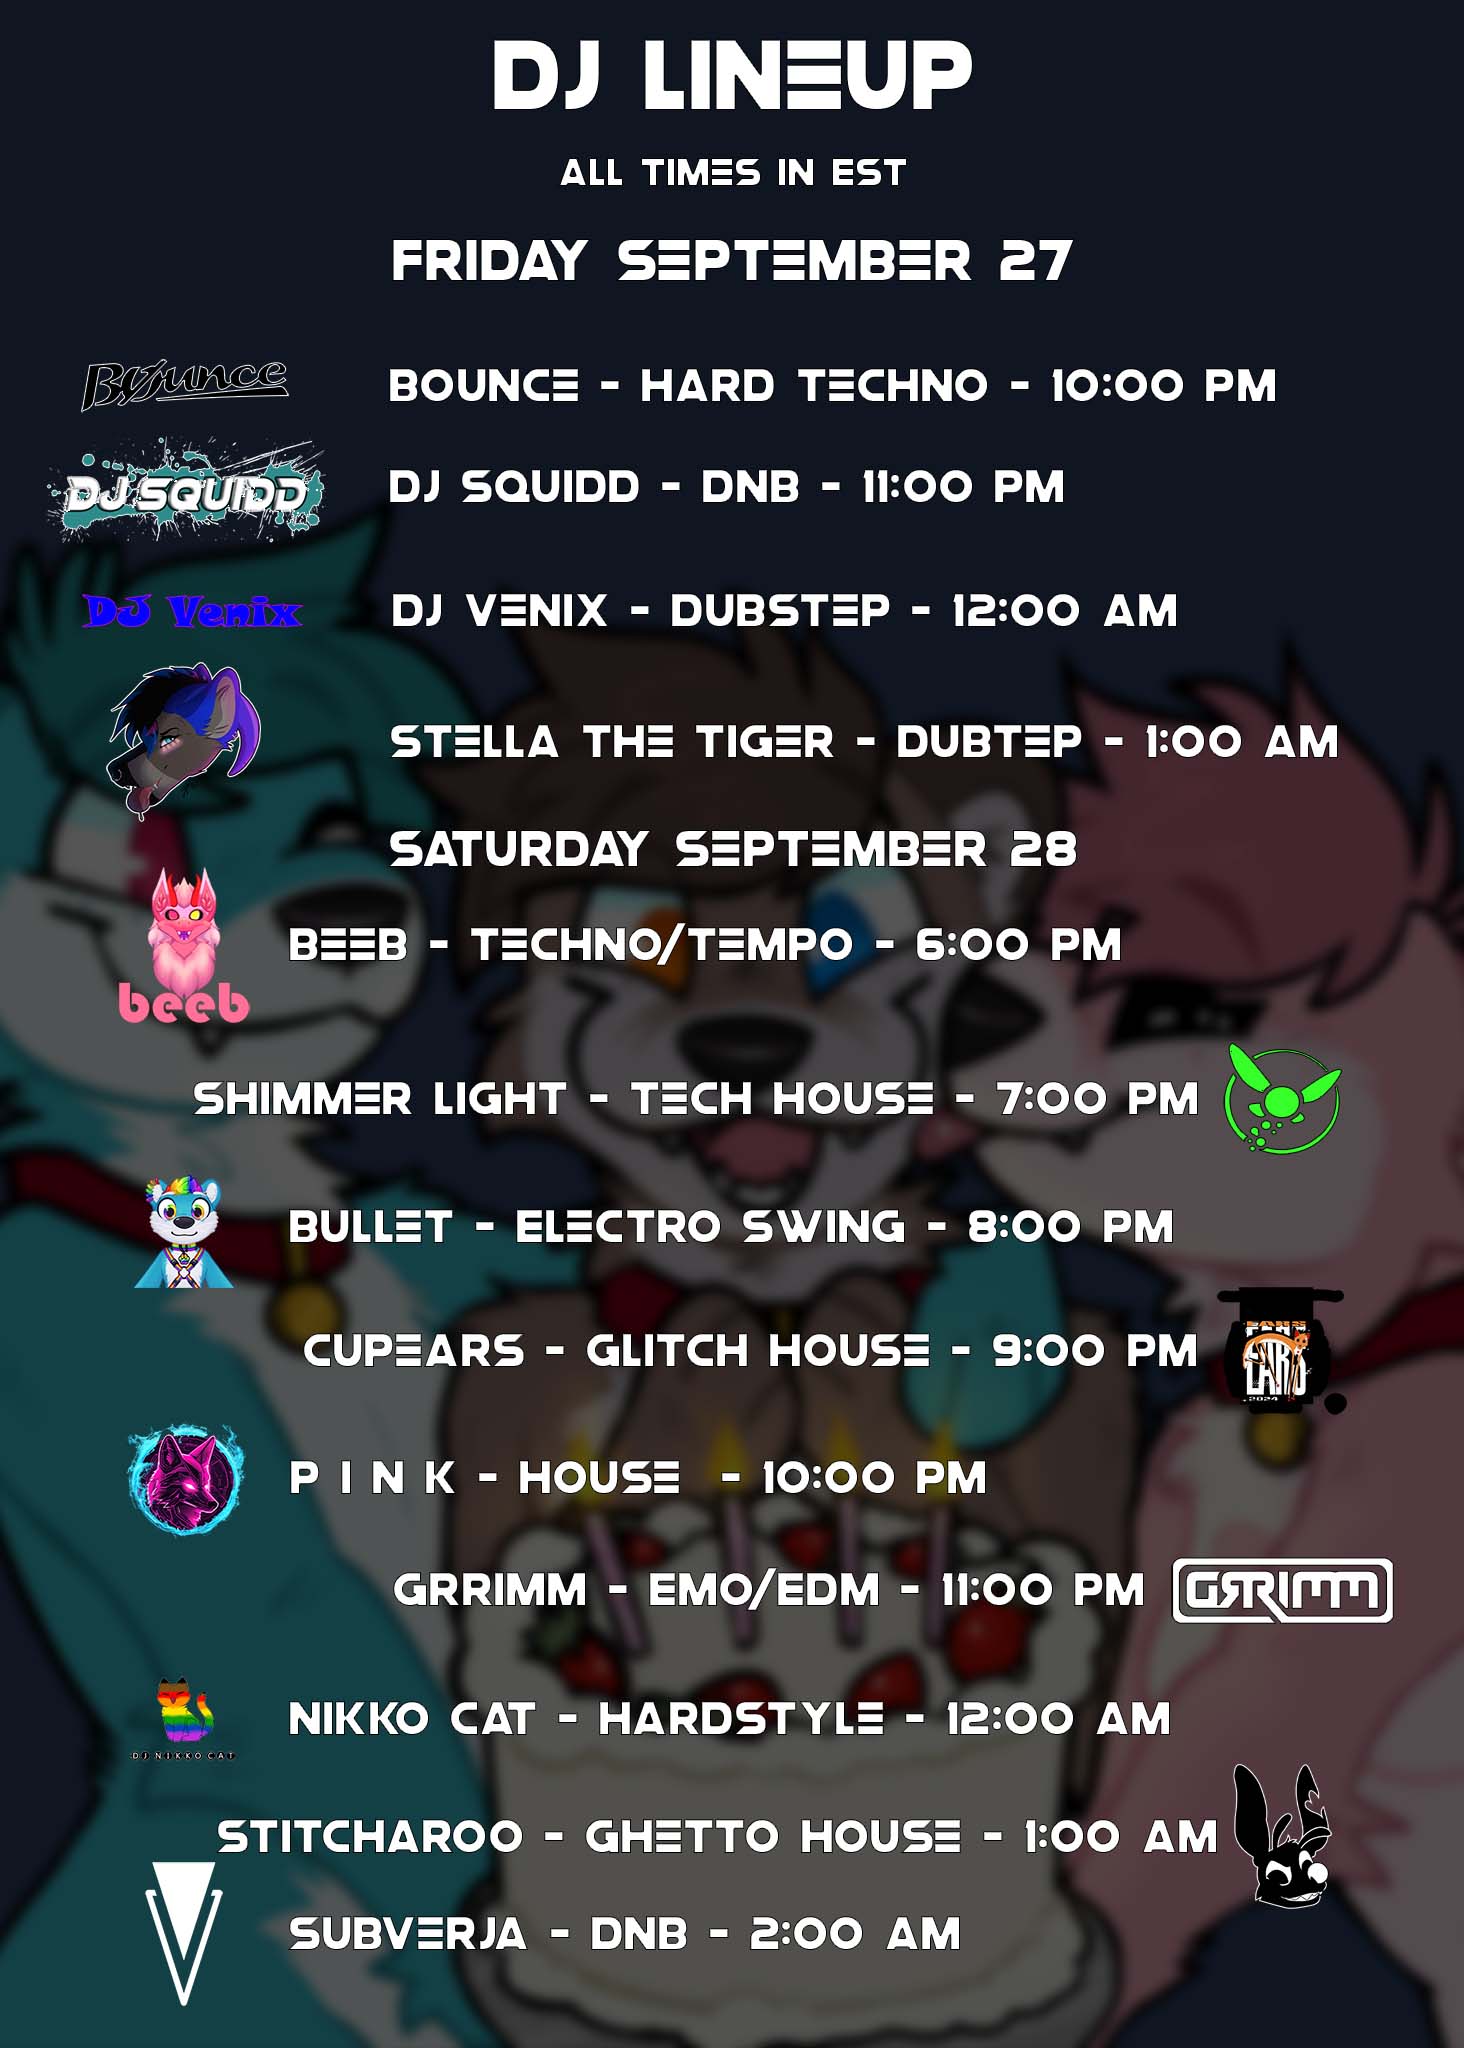 DJ LINEUP
ALL TIMES IN EST
FRIDAY SEPTEMBER 27
Bounce
BOUNCE - HARD TECHNO - 10:00 PM
DJ SQUIDD
DJ SQUIDD - DNB - 11:00 PM
DJ Venix
DJ VENIX - DUBSTEP - 12:00 AM
STELLA THE TIGER - DUBTEP - 1:00 AM
SATURDAY SEPTEMBER 28
BEEB - TECHNO/TEMPO - 6:00 PM
beeb
SHIMMER LIGHT - TECH HOUSE - 7:00 PM
BULLET - ELECTRO SWING - 8:00 PM
CUPEARS - GLITCH HOUSE - 9:00 PM
2024
P I N K - HOUSE - 10:00 PM
GRRIMM - EMO/EDM - 11:00 PM
GRRIMM
NIKKO CAT - HARDSTYLE - 12:00 AM
DJ NIKKO CAT
STITCHAROO - GHETTO HOUSE - 1:00 AM
SUBVERJA - DNB - 2:00 AM